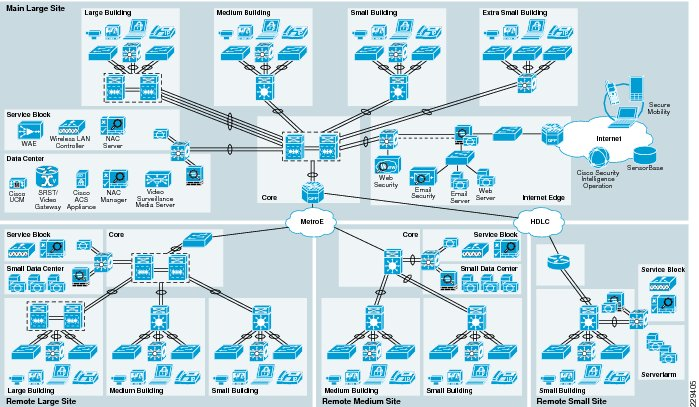 Main Large Site
Large Building
Medium Building
Small Building
Extra Small Building
Service Block
WAE
Wireless LAN
Controller
NAC
Server
Data Center
Cisco
UCM
SRST/
Video
Gateway
Cisco
ACS
Appliance
NAC
Manager
Video
Surveillance
Media Server
Core
Web
Security
Email
Security
Email
Server
Web
Server
Internet Edge
Internet
Secure
Mobility
Cisco Security
Intelligence
Operation
SensorBase
MetroE
HDLC
Service Block
Core
Small Data Center
Large Building
Medium Building
Small Building
Remote Large Site
Core
Service Block
Small Data Center
Medium Building
Small Building
Remote Medium Site
Service Block
Serverfarm
Small Building
Remote Small Site